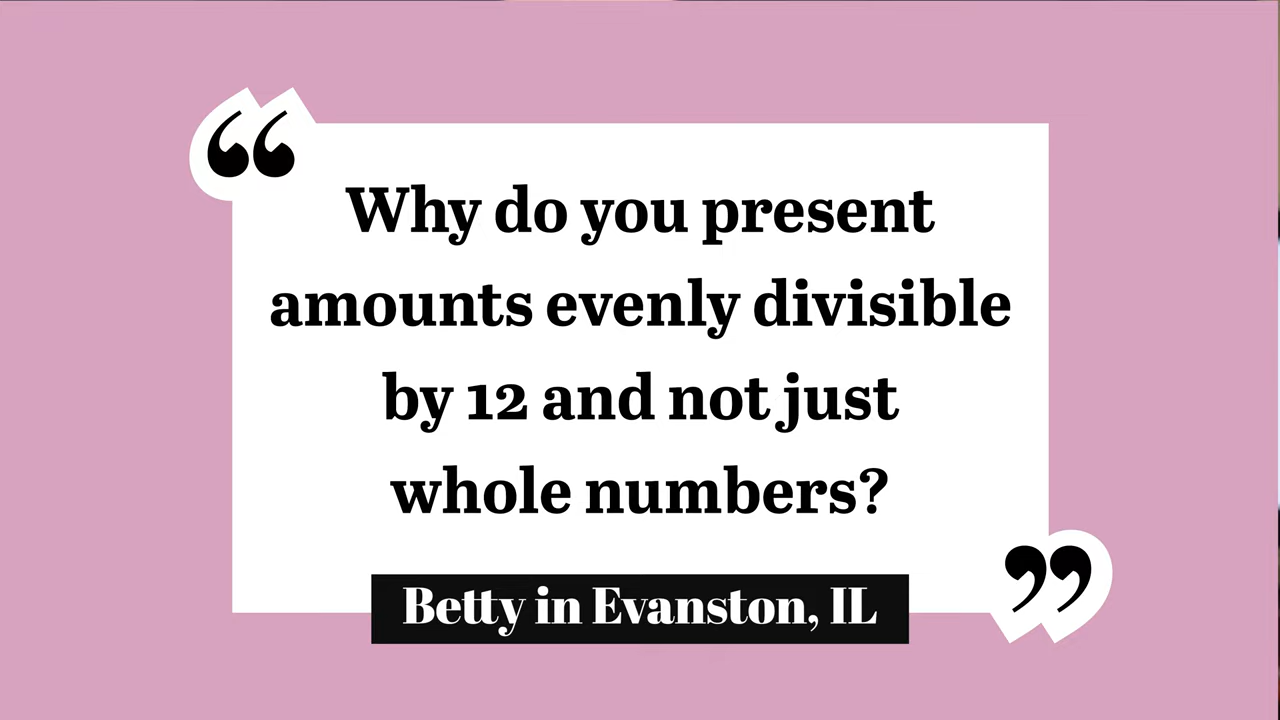 “
Why do you present
amounts evenly divisible
by 12 and not just
whole numbers?
”
Betty in Evanston, IL